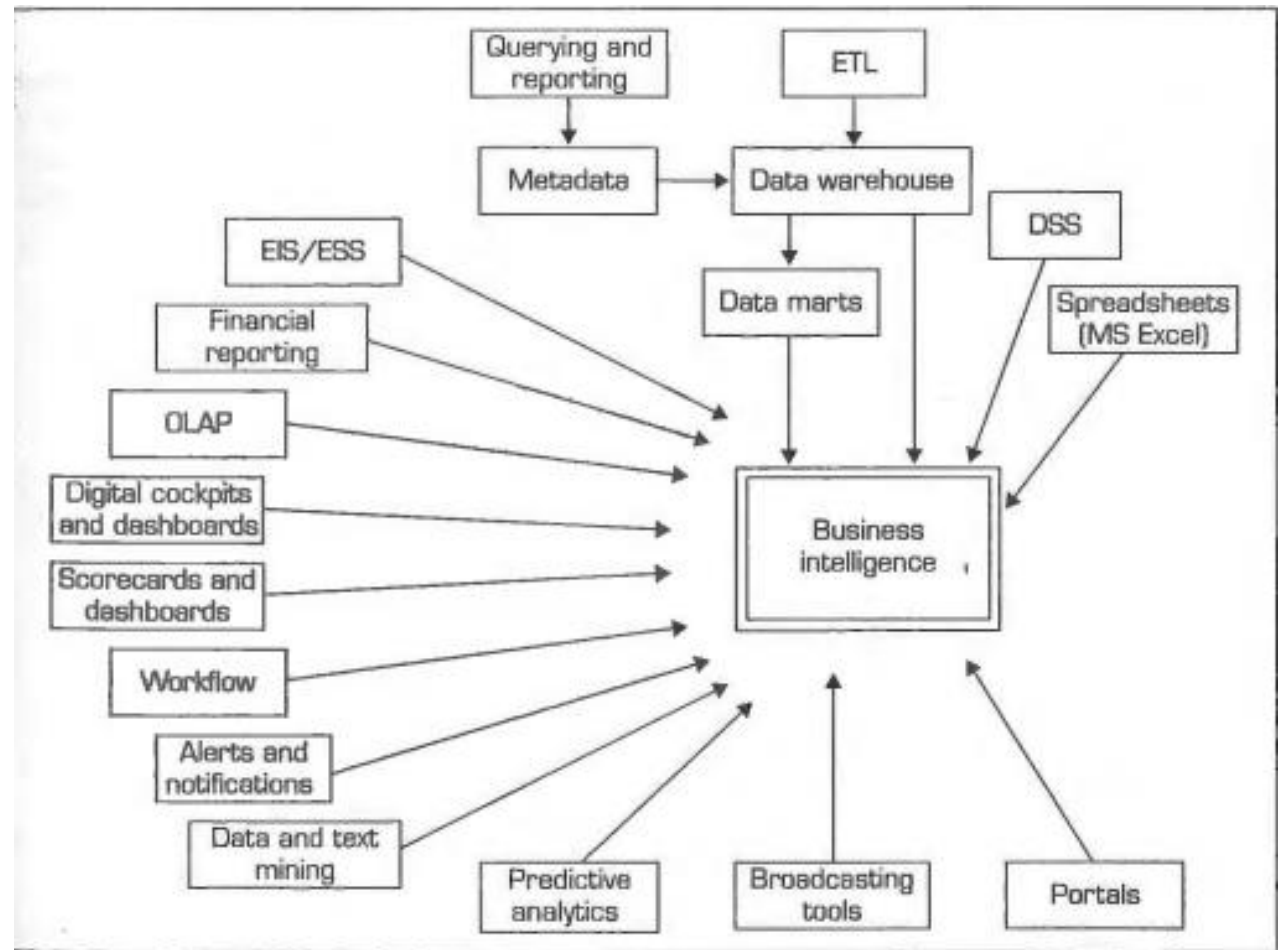 Querying and
reporting
ETL
Metadata
Data warehouse
DSS
EIS/ESS
Data marts
Spreadsheets
(MS Excel)
Financial
reporting
OLAP
Digital cockpits
and dashboards
Business
intelligence
Scorecards and
dashboards
Workflow
Alerts and
notifications
Data and text
mining
Predictive
analytics
Broadcasting
tools
Portals